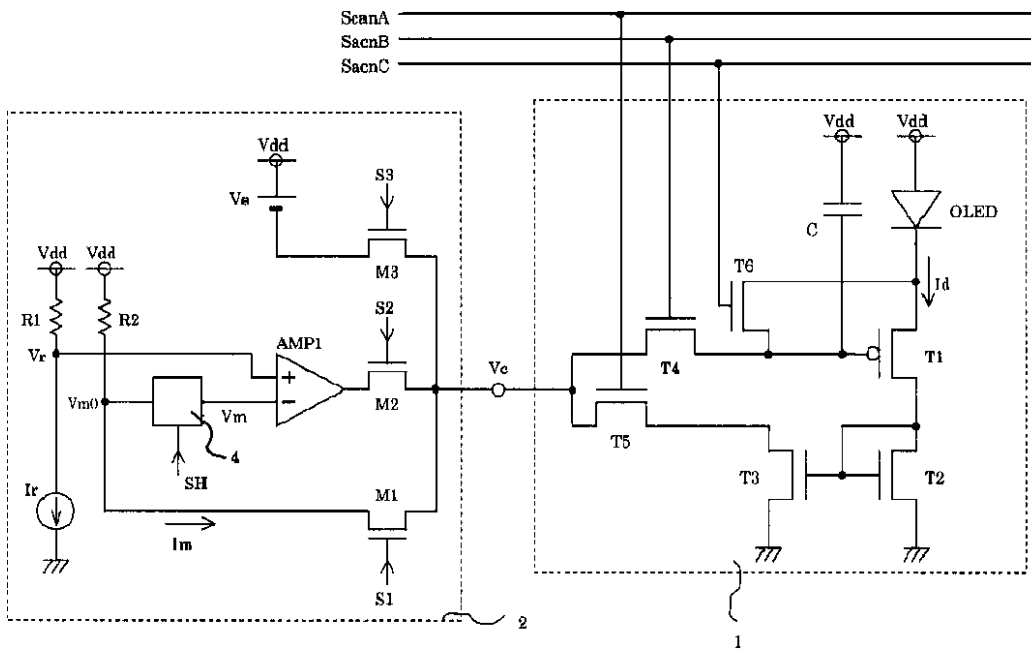 ScanA
SacnB
SacnC
Vdd
Ve
S3
M3
Vdd
Vdd
R1
R2
S2
AMP1
Vr
+
−
M2
Vm0
Vm
4
SH
Ir
Im
M1
S1
2
Vc
Vdd
Vdd
C
OLED
T6
Id
T4
T1
T5
T3
T2
1